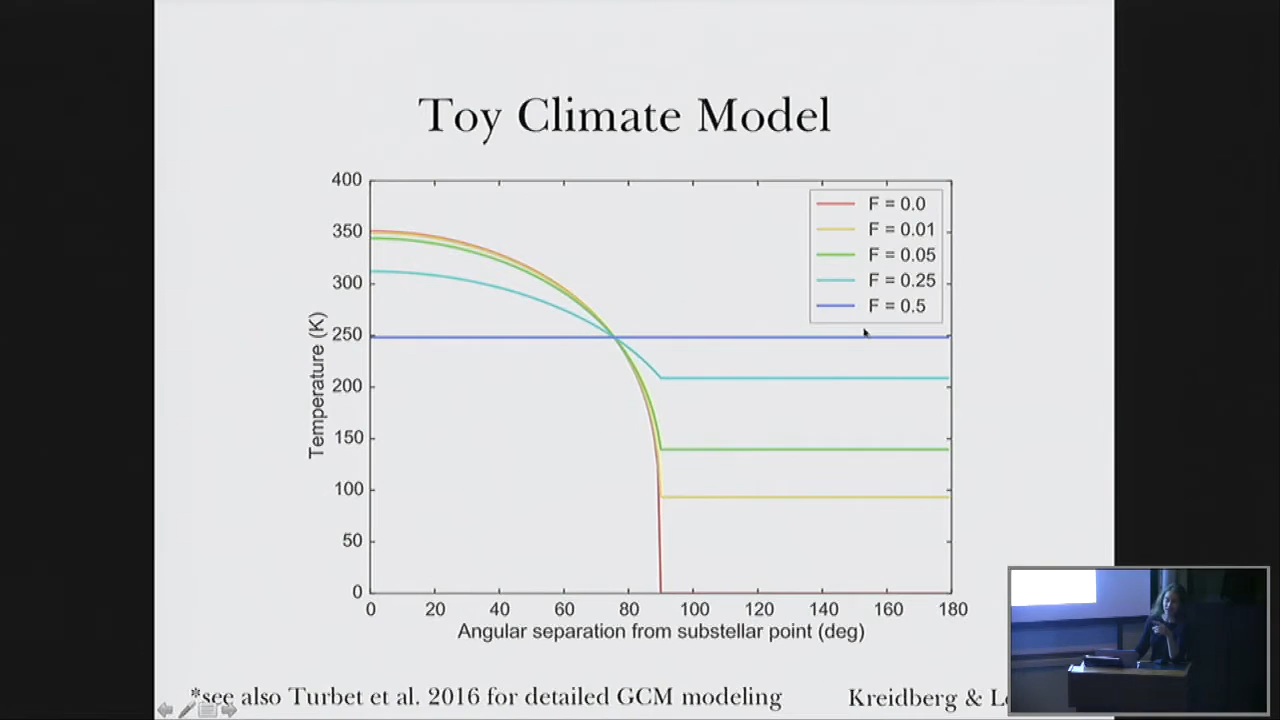 Toy Climate Model
400
350
300
250
200
150
100
50
0
Temperature (K)
F = 0.0
F = 0.01
F = 0.05
F = 0.25
F = 0.5
0 20 40 60 80 100 120 140 160 180
Angular separation from substellar point (deg)
*see also Turbet et al. 2016 for detailed GCM modeling
Kreidberg &